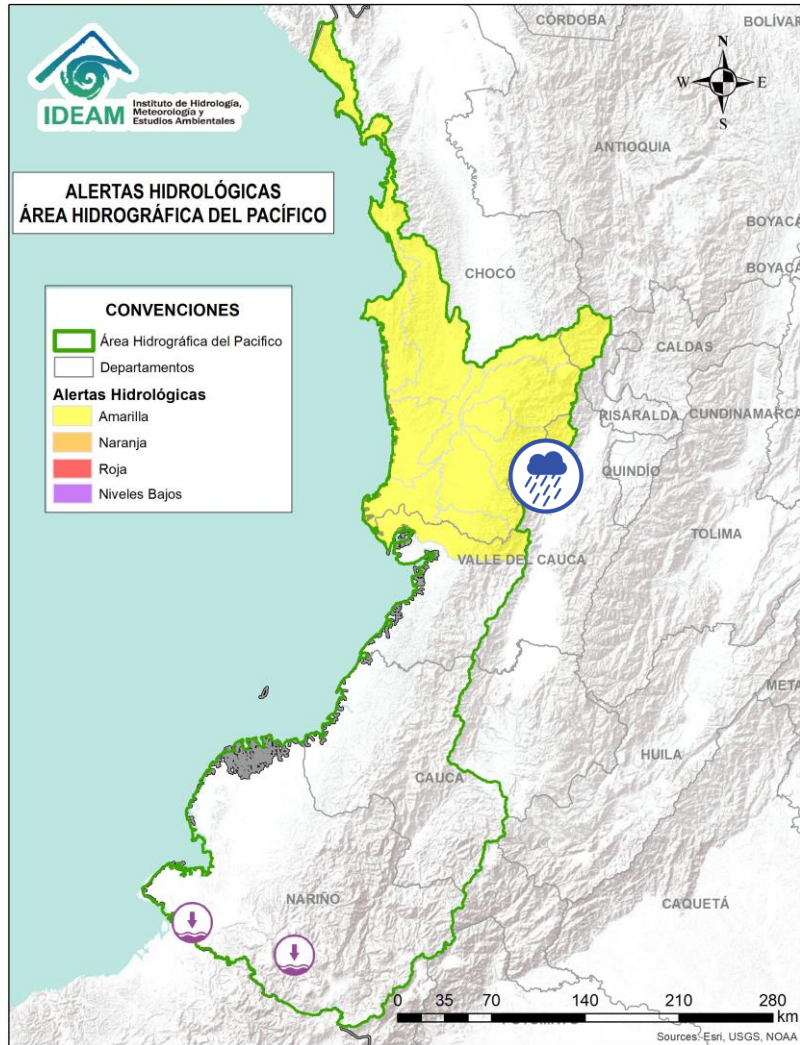 CÓRDOBA
BOLÍVAR
N
W E
S
IDEAM
Instituto de Hidrología,
Meteorología y
Estudios Ambientales
ANTIOQUIA
ALERTAS HIDROLÓGICAS
ÁREA HIDROGRÁFICA DEL PACÍFICO
BOYACÁ
BOYACÁ
CHOCÓ
CONVENCIONES
Área Hidrográfica del Pacifico
Departamentos
Alertas Hidrológicas
Amarilla
Naranja
Roja
Niveles Bajos
CALDAS
RISARALDA
CUNDINAMARCA
QUINDÍO
TOLIMA
VALLE DEL CAUCA
META
HUILA
CAUCA
NARIÑO
CAQUETÁ
0 35 70 140 210 280
km
Sources: Esri, USGS, NOAA